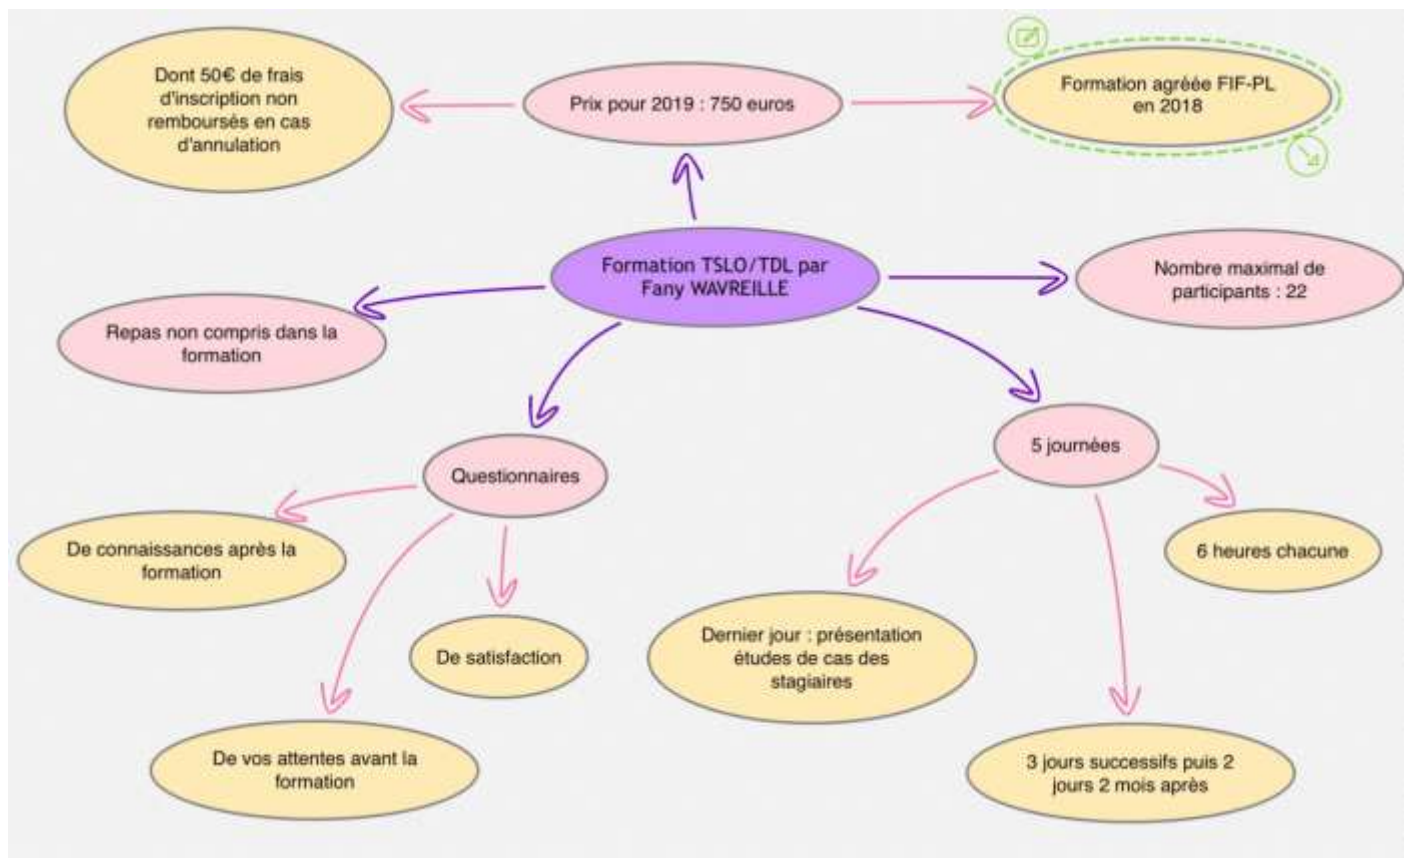 Dont 50€ de frais
d'inscription non
remboursés en cas
d'annulation
Prix pour 2019 : 750 euros
Formation agréée FIF-PL
en 2018
Formation TSLO/TDL par
Fany WAVREILLE
Nombre maximal de
participants : 22
Repas non compris dans la
formation
Questionnaires
5 journées
De connaissances après la
formation
6 heures chacune
De satisfaction
Dernier jour : présentation
études de cas des
stagiaires
De vos attentes avant la
formation
3 jours successifs puis 2
jours 2 mois après